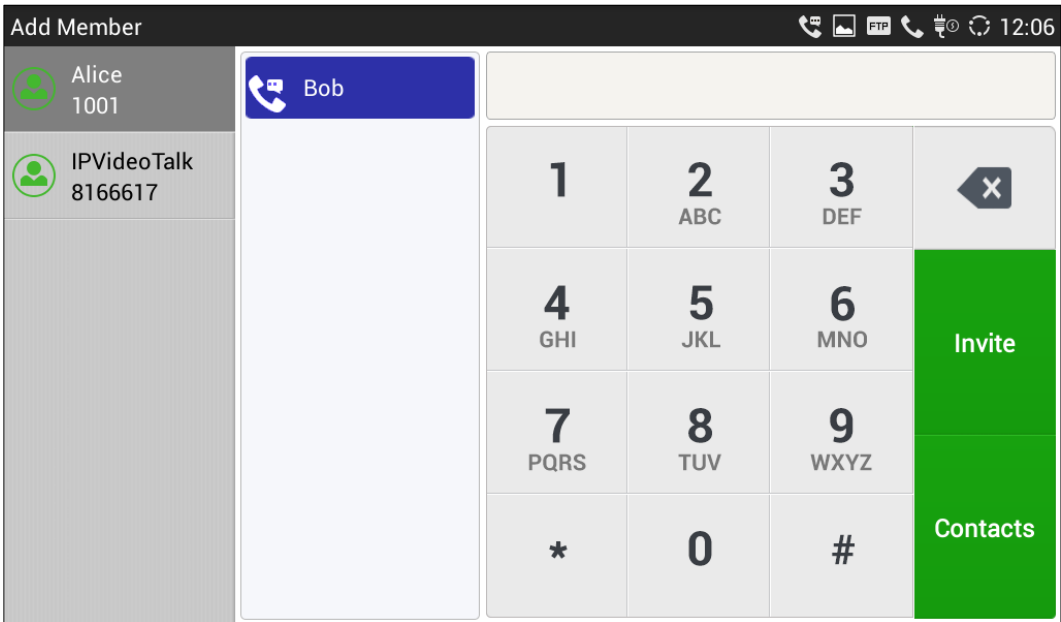 Add Member
FTP
12:06
Alice
1001
IPVideoTalk
8166617
Bob
1
2
ABC
3
DEF
4
GHI
5
JKL
6
MNO
Invite
7
PQRS
8
TUV
9
WXYZ
*
0
#
Contacts